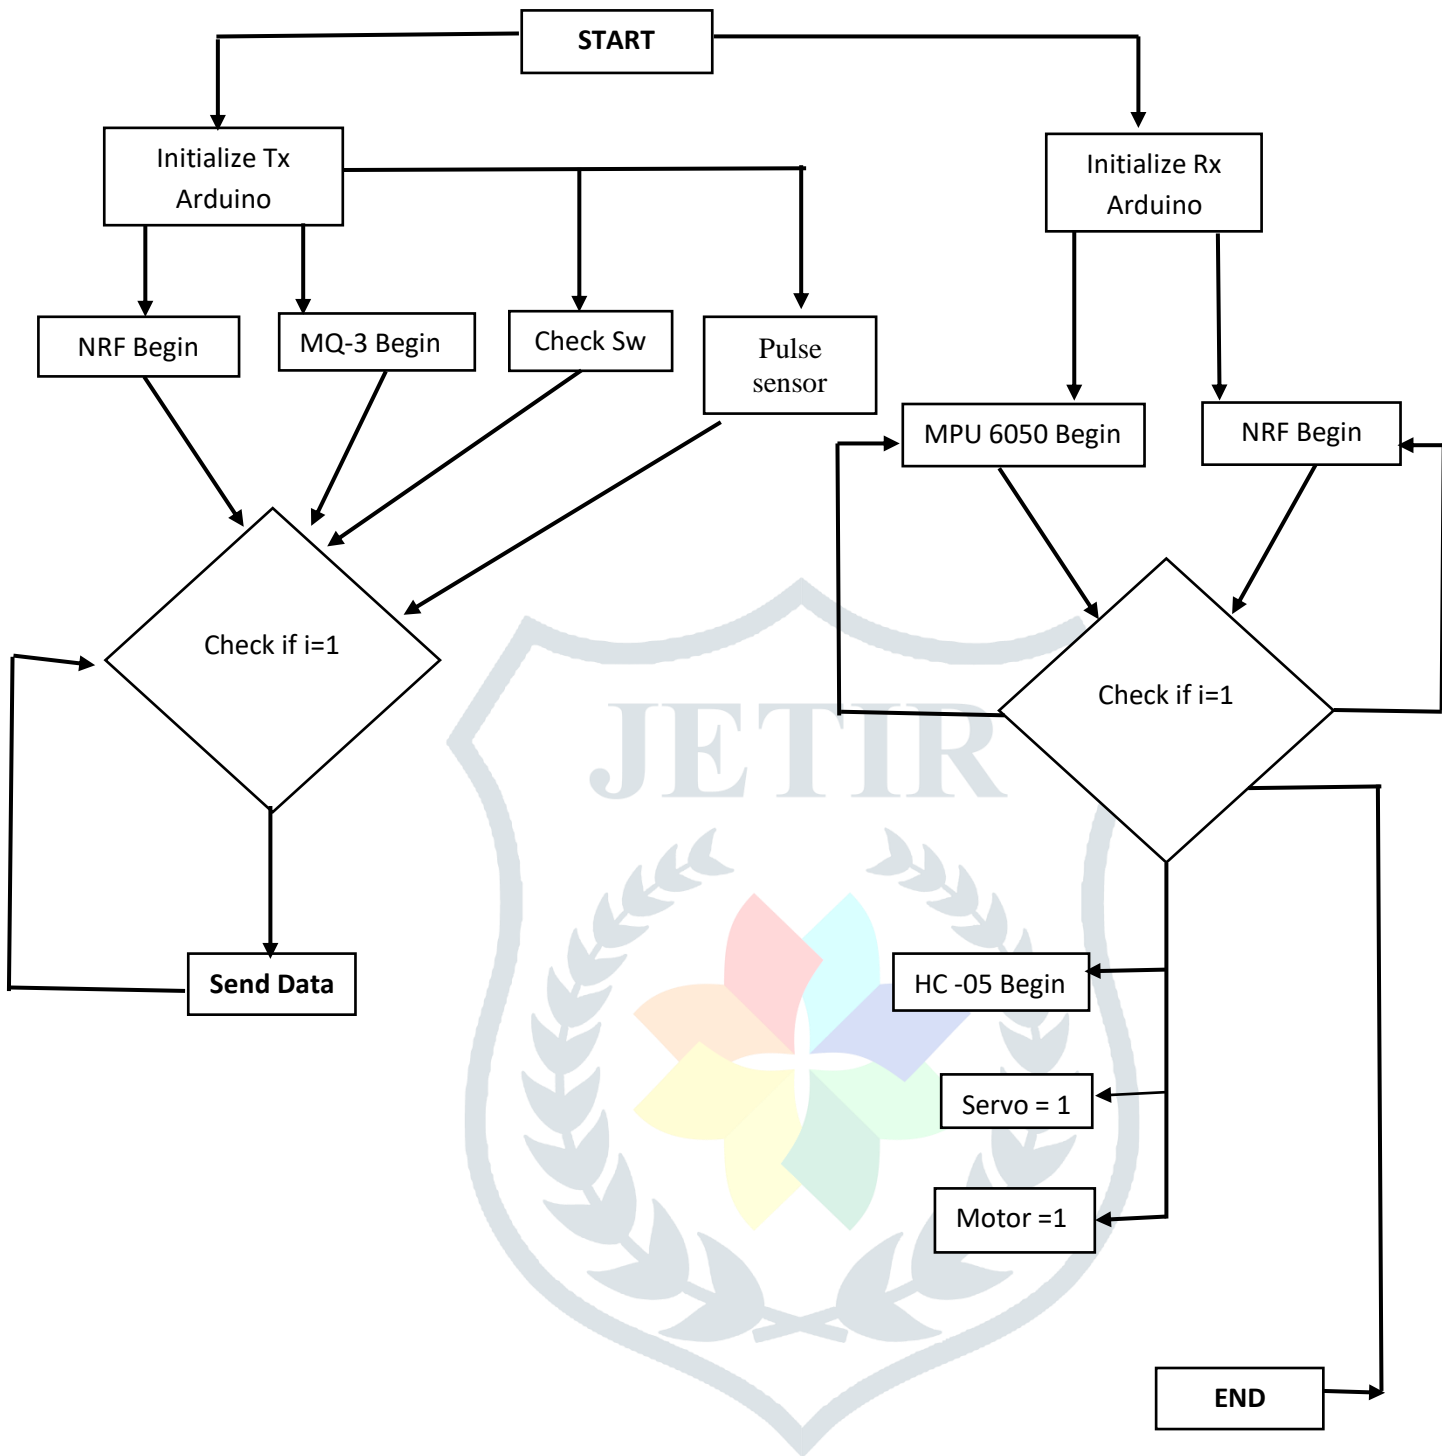 START
Initialize Tx
Arduino
Initialize Rx
Arduino
NRF Begin
MQ-3 Begin
Check Sw
Pulse
sensor
MPU 6050 Begin
NRF Begin
Check if i=1
Check if i=1
JETIR
Send Data
HC -05 Begin
Servo = 1
Motor =1
END